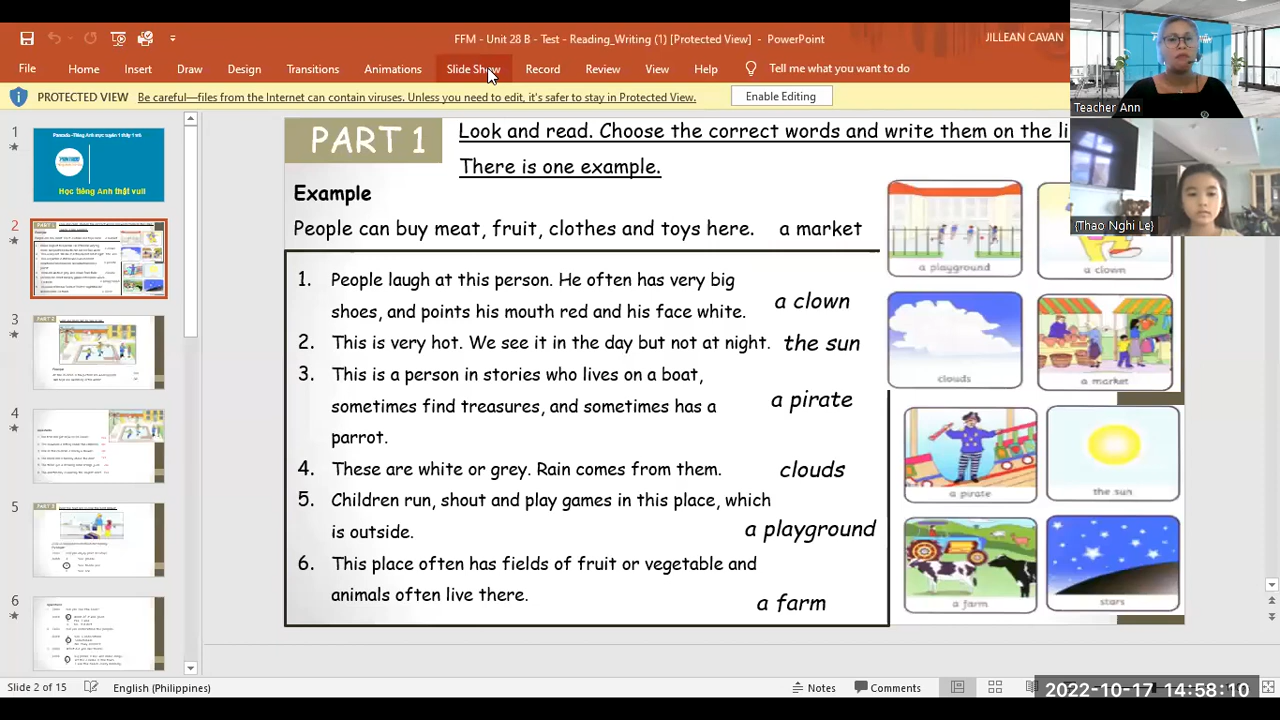 FFM - Unit 28 B - Test - Reading_Writing (1) [Protected View] - PowerPoint
JILLEAN CAVAN
File Home Insert Draw Design Transitions Animations Slide Show Record Review View Help Tell me what you want to do
PROTECTED VIEW Be careful—files from the Internet can contain viruses. Unless you need to edit, it's safer to stay in Protected View. Enable Editing
Teacher Ann
{Thao Nghi Le}
1
Học tiếng Anh thật vui!
2
3
4
5
6
PART 1
Look and read. Choose the correct words and write them on the li
There is one example.
Example
People can buy meat, fruit, clothes and toys here. a market
1. People laugh at this person. He often has very big
shoes, and points his mouth red and his face white. a clown
2. This is very hot. We see it in the day but not at night. the sun
3. This is a person in stories who lives on a boat,
sometimes find treasures, and sometimes has a a pirate
parrot.
4. These are white or grey. Rain comes from them. clouds
5. Children run, shout and play games in this place, which
is outside. a playground
6. This place often has fields of fruit or vegetable and
animals often live there. a farm
a playground
a clown
clouds
a market
a pirate
the sun
a farm
stars
Slide 2 of 15 English (Philippines) Notes Comments
2022-10-17 14:58:10